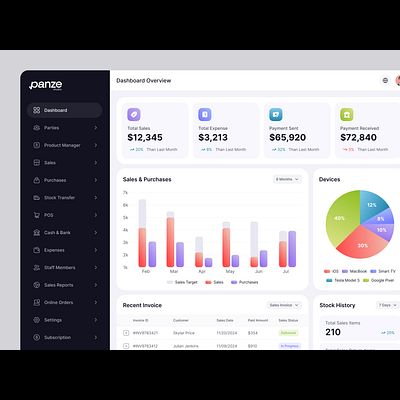 panze
Dashboard Overview
Dashboard
Parties
Product Manager
Sales
Purchases
Stock Transfer
POS
Cash & Bank
Expenses
Staff Members
Sales Reports
Online Orders
Settings
Subscription
Total Sales
$12,345
20% Than Last Month
Total Expense
$3,213
8% Than Last Month
Payment Sent
$65,920
32% Than Last Month
Payment Received
$72,840
5% Than Last Month
Sales & Purchases
6 Months
7k
6k
5k
4k
3k
2k
1k
Feb Mar Apr May Jun Jul
Sales Target Sales Purchases
Devices
12%
8%
10%
30%
40%
iOS MacBook Smart TV
Tesla Model S Google Pixel
Recent Invoice
Sales Invoice
Invoice ID Customer Sales Date Paid Amount Sales Status
#INV9783421 Skylar Price 11/20/2024 $354 Delivered
#INV9783412 Julian Jenkins 11/09/2024 $910 In Progress
Stock History
7 Days
Total Sales Items
210
20%